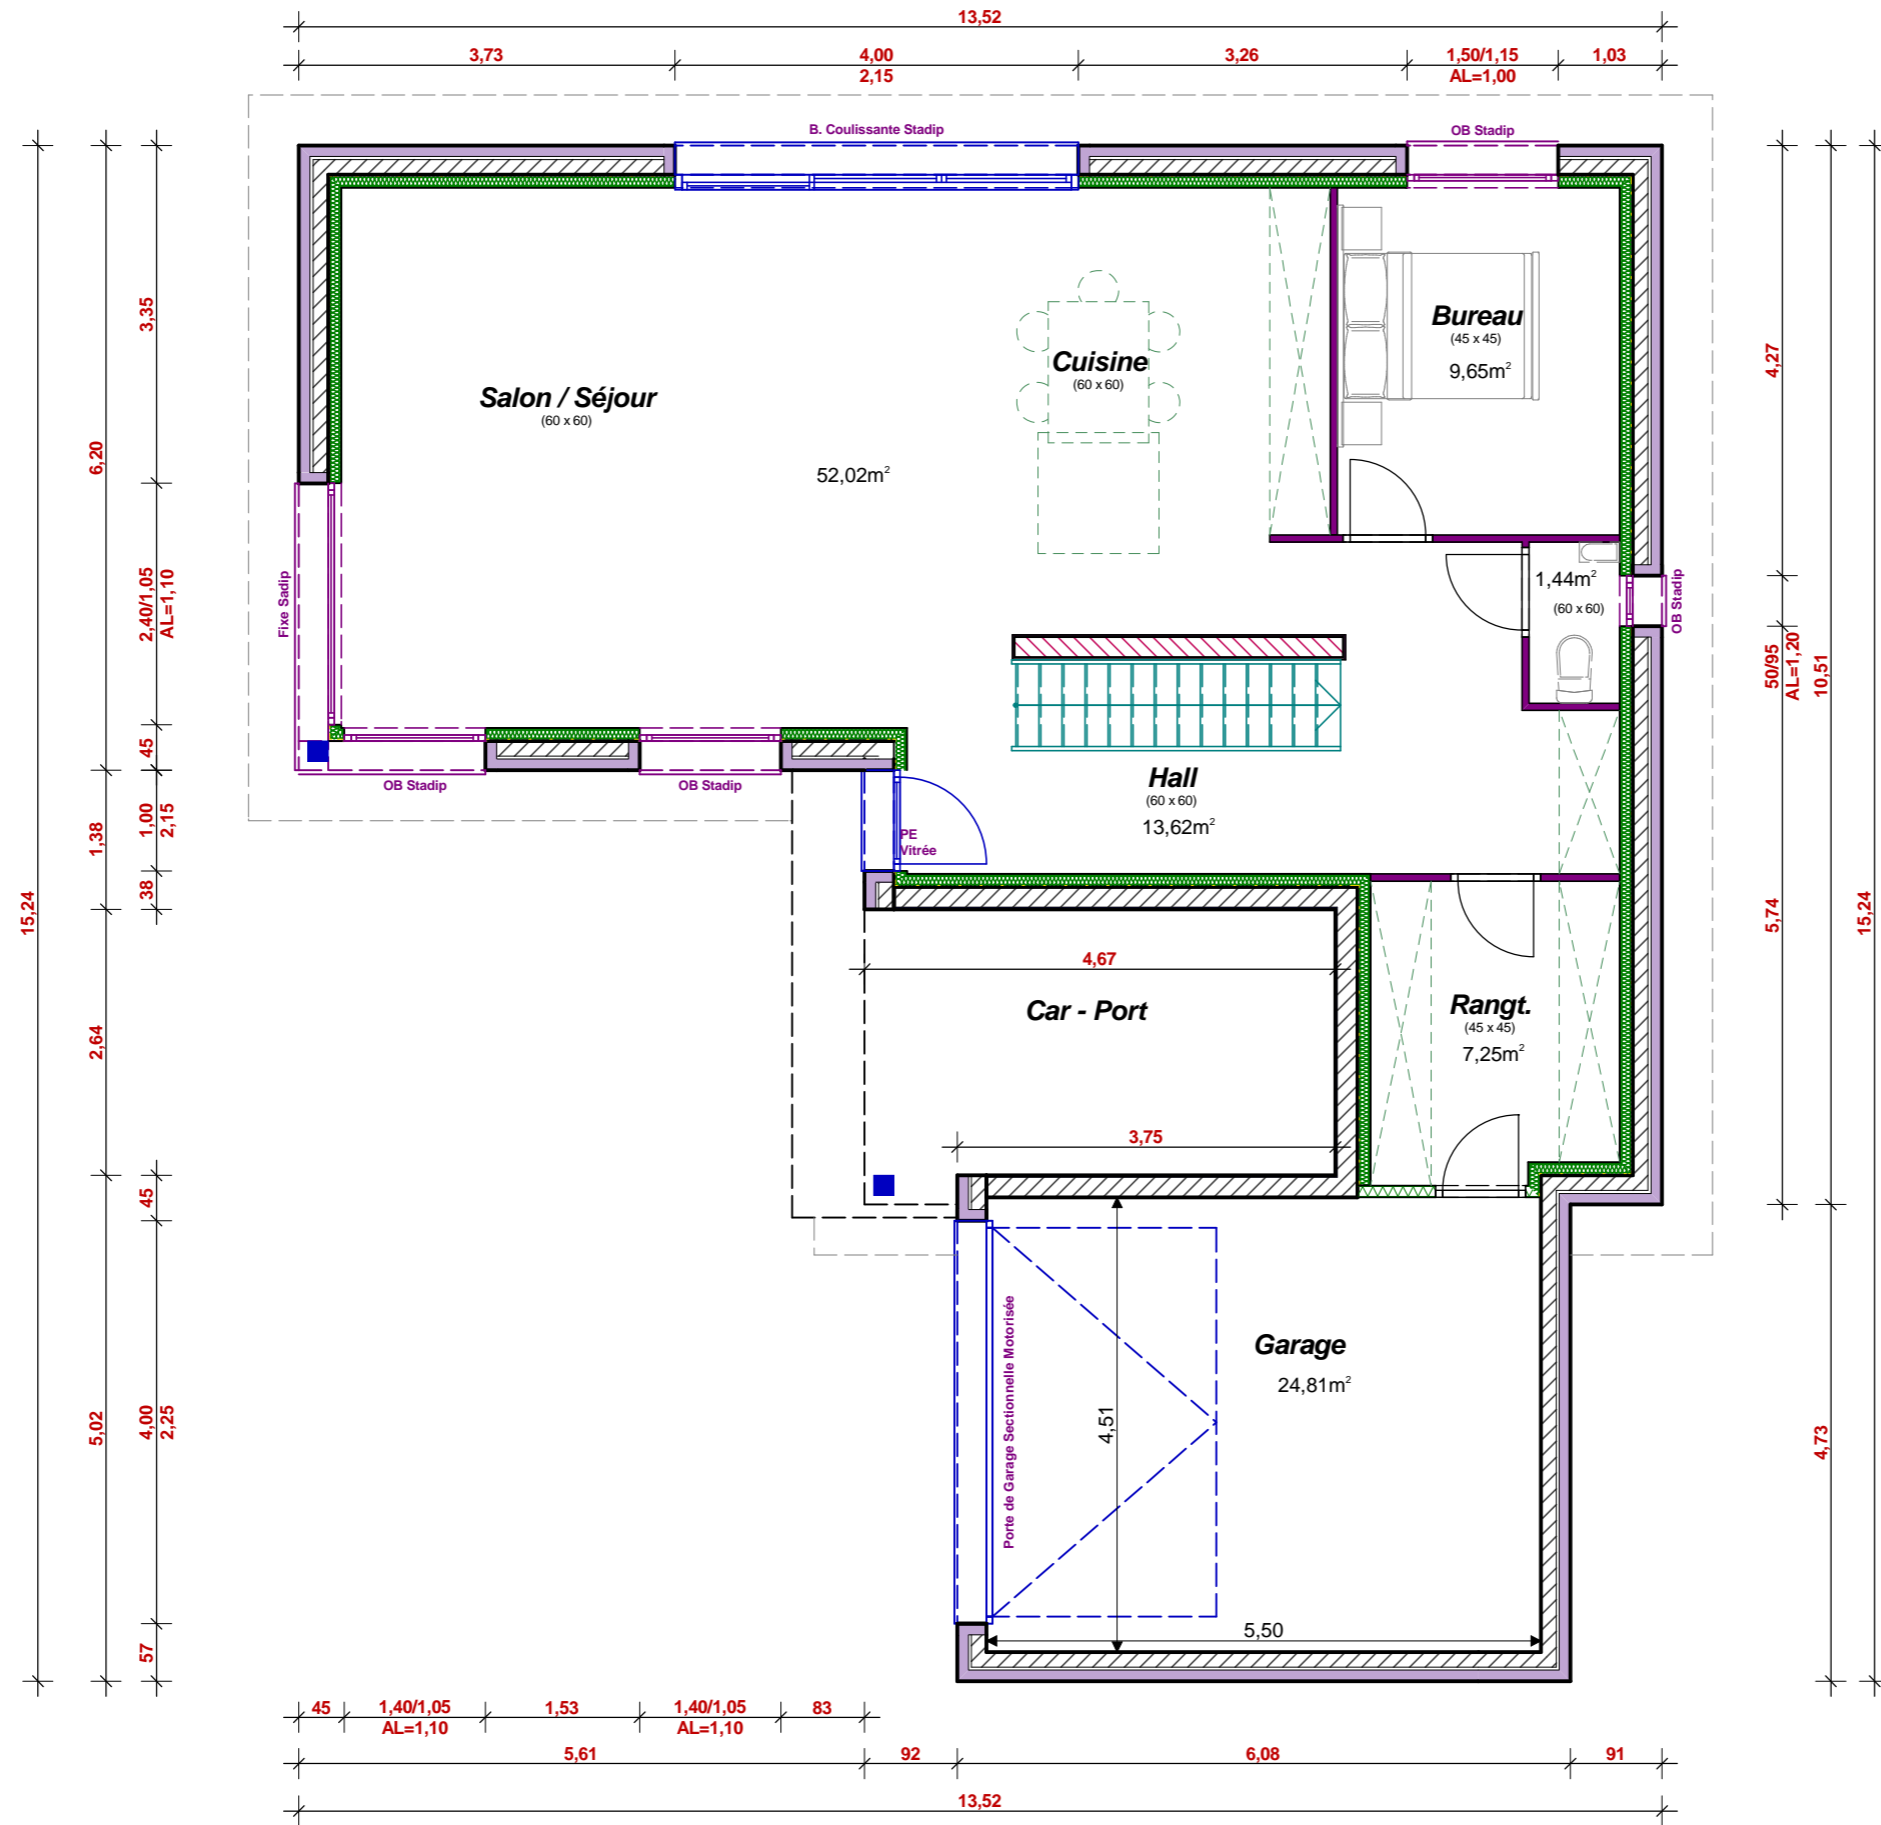 13,52
3,73
4,00
2,15
3,26
1,50/1,15
AL=1,00
1,03
B. Coulissante Stadip
OB Stadip
15,24
6,20
1,38
2,64
5,02
3,35
2,40/1,05
AL=1,10
45
1,00
2,15
38
45
4,00
2,25
57
Fixe Sadip
Salon / Séjour
(60 x 60)
52,02m²
Cuisine
(60 x 60)
Bureau
(45 x 45)
9,65m²
1,44m²
(60 x 60)
OB Stadip
OB Stadip
OB Stadip
PE
Vitrée
Hall
(60 x 60)
13,62m²
4,67
Car - Port
3,75
Rangt.
(45 x 45)
7,25m²
Porte de Garage Sectionnelle Motorisée
Garage
24,81m²
4,51
5,50
4,27
50/95
AL=1,20
5,74
10,51
4,73
15,24
45
1,40/1,05
AL=1,10
1,53
1,40/1,05
AL=1,10
83
5,61
92
6,08
91
13,52